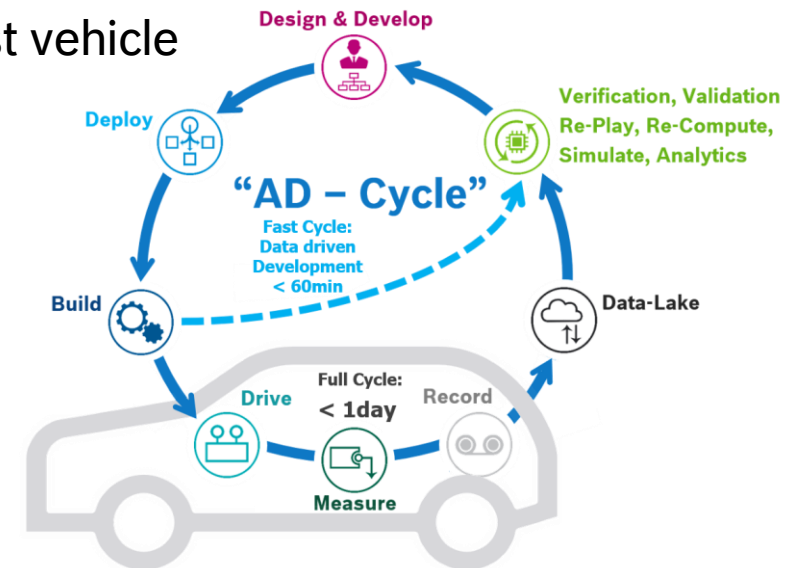 st vehicle
Design & Develop
Deploy
Verification, Validation
Re-Play, Re-Compute,
Simulate, Analytics
“AD – Cycle”
Fast Cycle:
Data driven
Development
< 60min
Build
Data-Lake
Full Cycle:
< 1day
Drive
Record
Measure